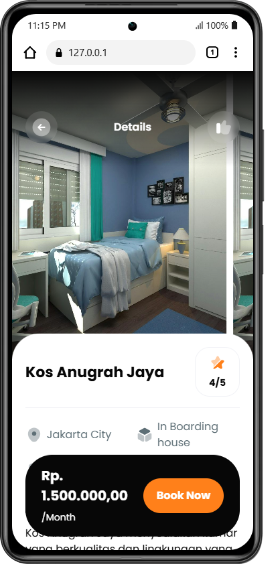 11:15 PM
100%
127.0.0.1
1
Details
Kos Anugrah Jaya
4/5
Jakarta City
In Boarding
house
Rp.
1.500.000,00
/Month
Book Now
Kos
yang berkualitas dan lingkungan yang